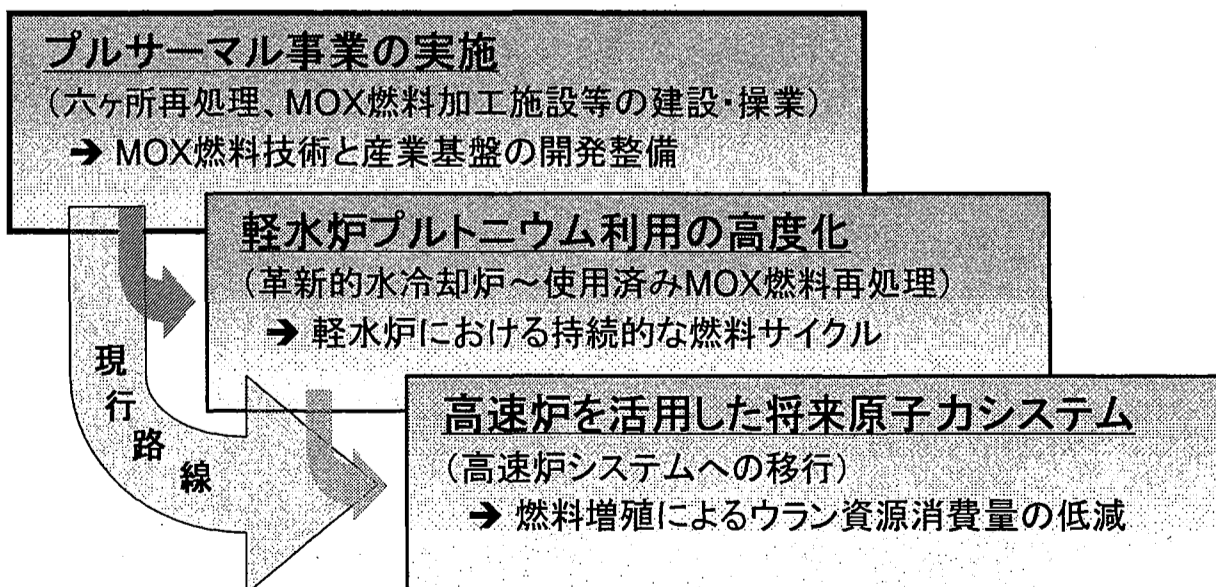 プルサーマル事業の実施
(六ヶ所再処理、MOX燃料加工施設等の建設・操業)
➔ MOX燃料技術と産業基盤の開発整備
軽水炉プルトニウム利用の高度化
(革新的水冷却炉～使用済みMOX燃料再処理)
➔ 軽水炉における持続的な燃料サイクル
現行路線
高速炉を活用した将来原子力システム
(高速炉システムへの移行)
➔ 燃料増殖によるウラン資源消費量の低減